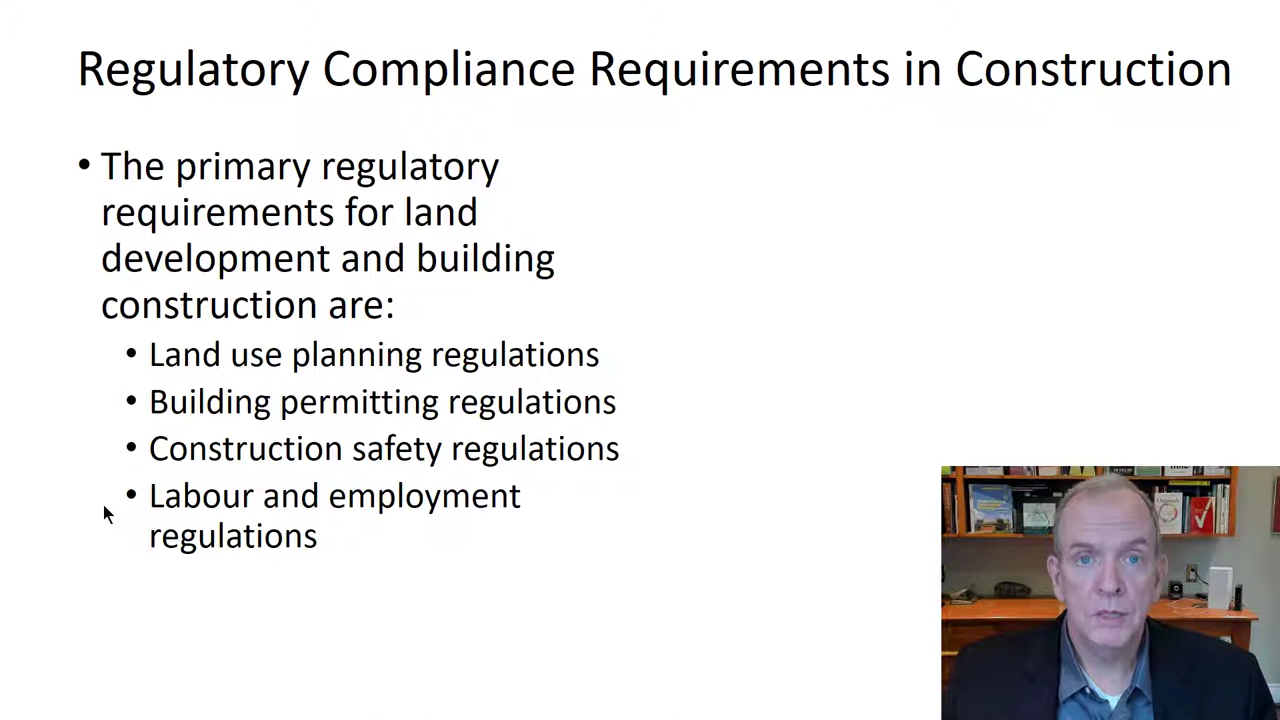 Regulatory Compliance Requirements in Construction
• The primary regulatory
requirements for land
development and building
construction are:
• Land use planning regulations
• Building permitting regulations
• Construction safety regulations
• Labour and employment
regulations